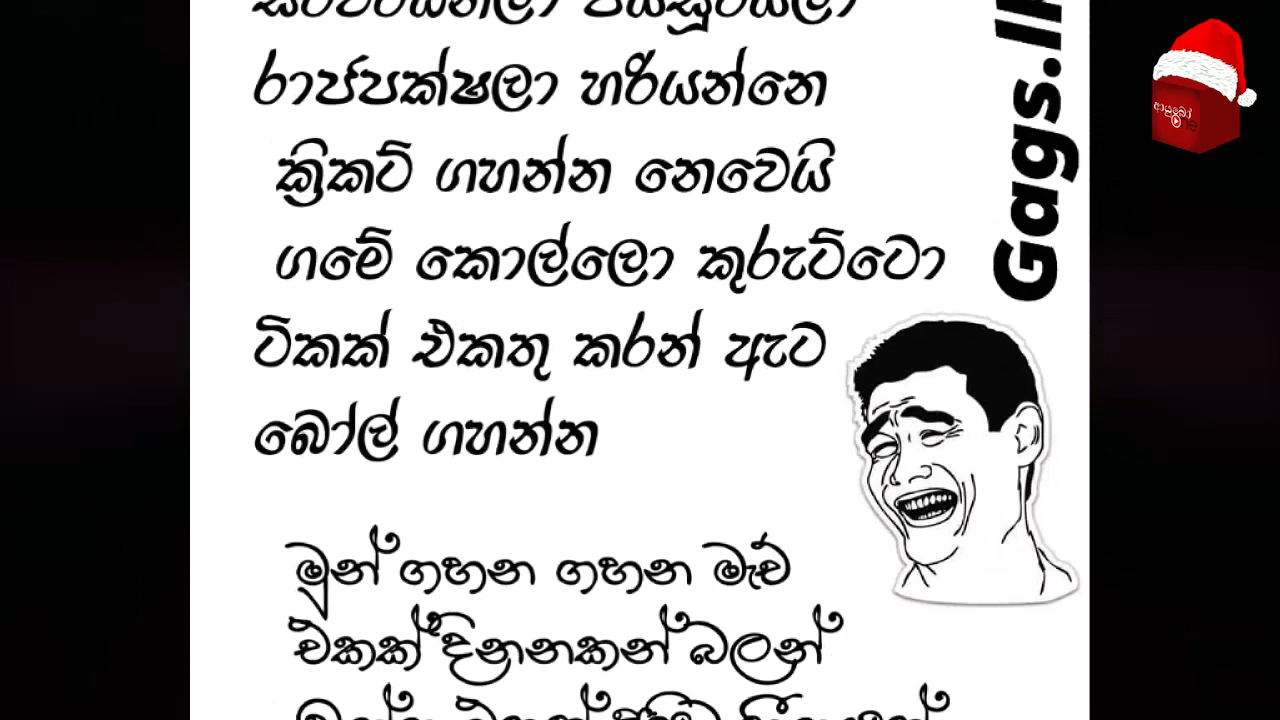 රාජපක්ෂලා හරියන්නෙ
ක්‍රිකට් ගහන්න නෙවෙයි
ගමේ කොල්ලො කුරුට්ටො
ටිකක් එකතු කරන් ඇට
බෝල් ගහන්න
මුන් ගහන ගහන මැච්
එකක් දිනනකන් බලන්
Gags.lk
ආයුබෝ